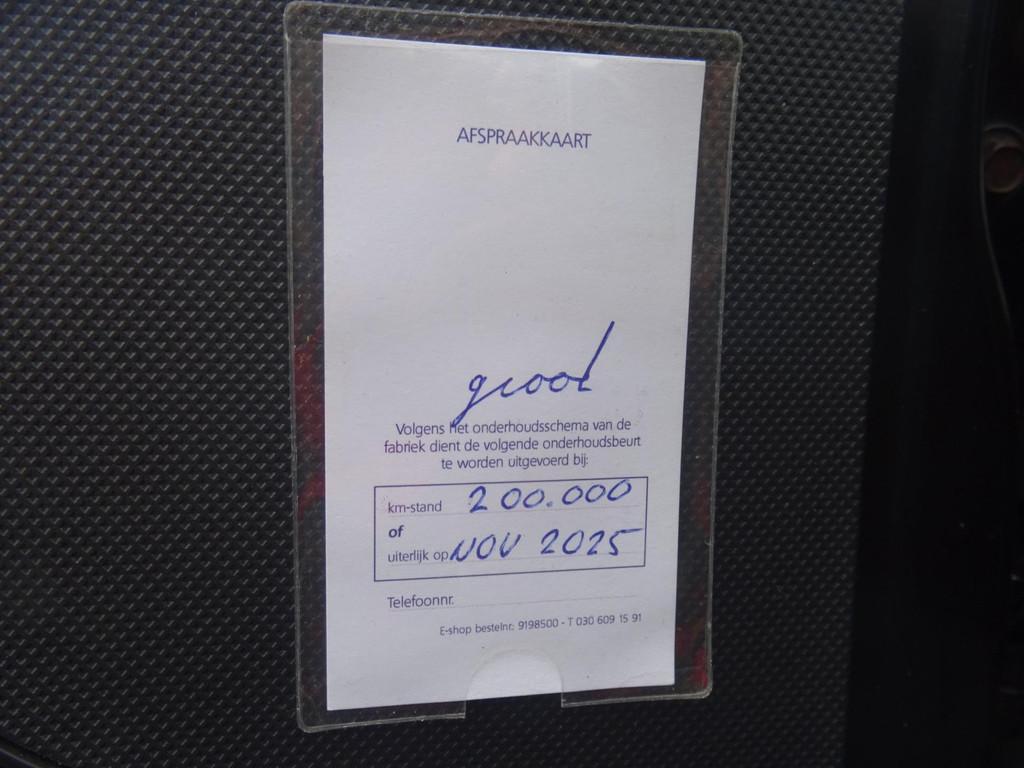 AFSPRAAKKAART
groot
Volgens het onderhoudsschema van de
fabriek dient de volgende onderhoudsbeurt
te worden uitgevoerd bij:
km-stand 200.000
of
uiterlijk op NOV 2025
Telefoonnr.
E-shop bestelnr.: 9198500 - T 030 609 15 91